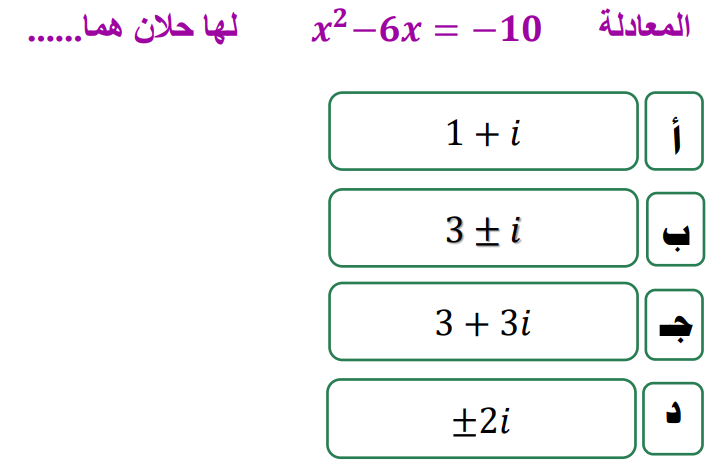 المعادلة x² − 6x = −10 لها حلان هما......
أ 1 + i
ب 3 ± i
جـ 3 + 3i
د ±2i